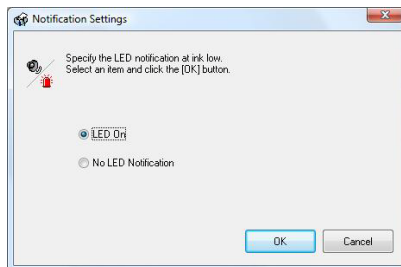 Notification Settings
Specify the LED notification at ink low.
Select an item and click the [OK] button.
LED On
No LED Notification
OK
Cancel